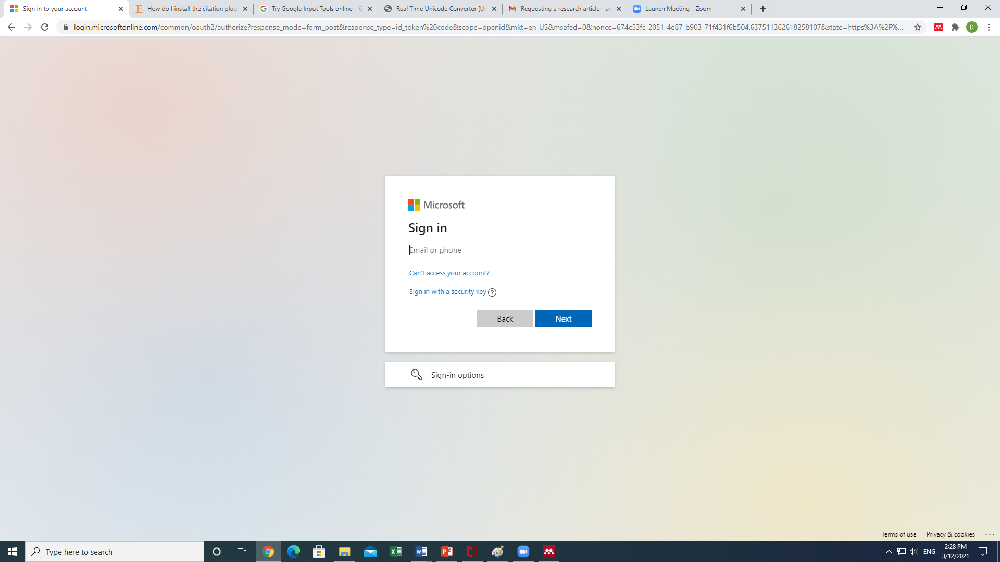 Sign in to your account
How do I install the citation plug
Try Google Input Tools online – G
Real Time Unicode Converter [Un
Requesting a research article - ac
Launch Meeting - Zoom
login.microsoftonline.com/common/oauth2/authorize?response_mode=form_post&response_type=id_token%20code&scope=openid&mkt=en-US&msafed=0&nonce=674c53fc-2051-4e87-b903-71f431f6b504.637511362618258107&state=https%3A%2F%...
D
Microsoft
Sign in
Email or phone
Can't access your account?
Sign in with a security key
Back
Next
Sign-in options
Terms of use
Privacy & cookies
...
Type here to search
ENG
2:28 PM
3/12/2021